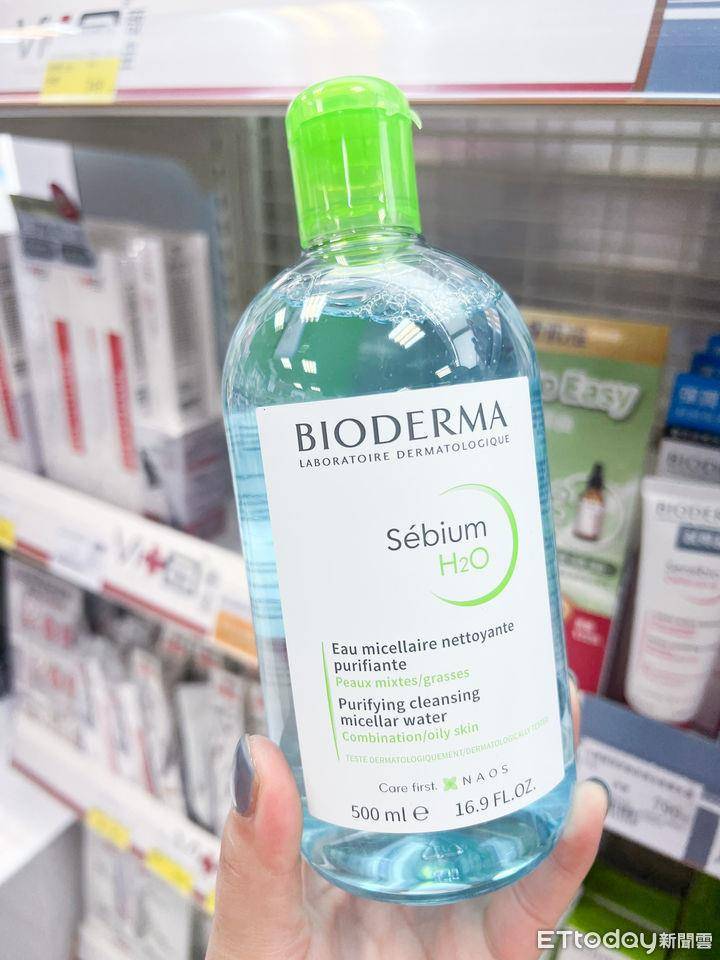 BIODERMA
LABORATOIRE DERMATOLOGIQUE
Sébium
H2O
Eau micellaire nettoyante
purifiante
Peaux mixtes/grasses
Purifying cleansing
micellar water
Combination/oily skin
TESTÉ DERMATOLOGIQUEMENT/DERMATOLOGICALLY TESTED
Care first. NAOS
500 ml e 16.9 FL.OZ.
Easy
BIODERMA
ETtoday新聞雲